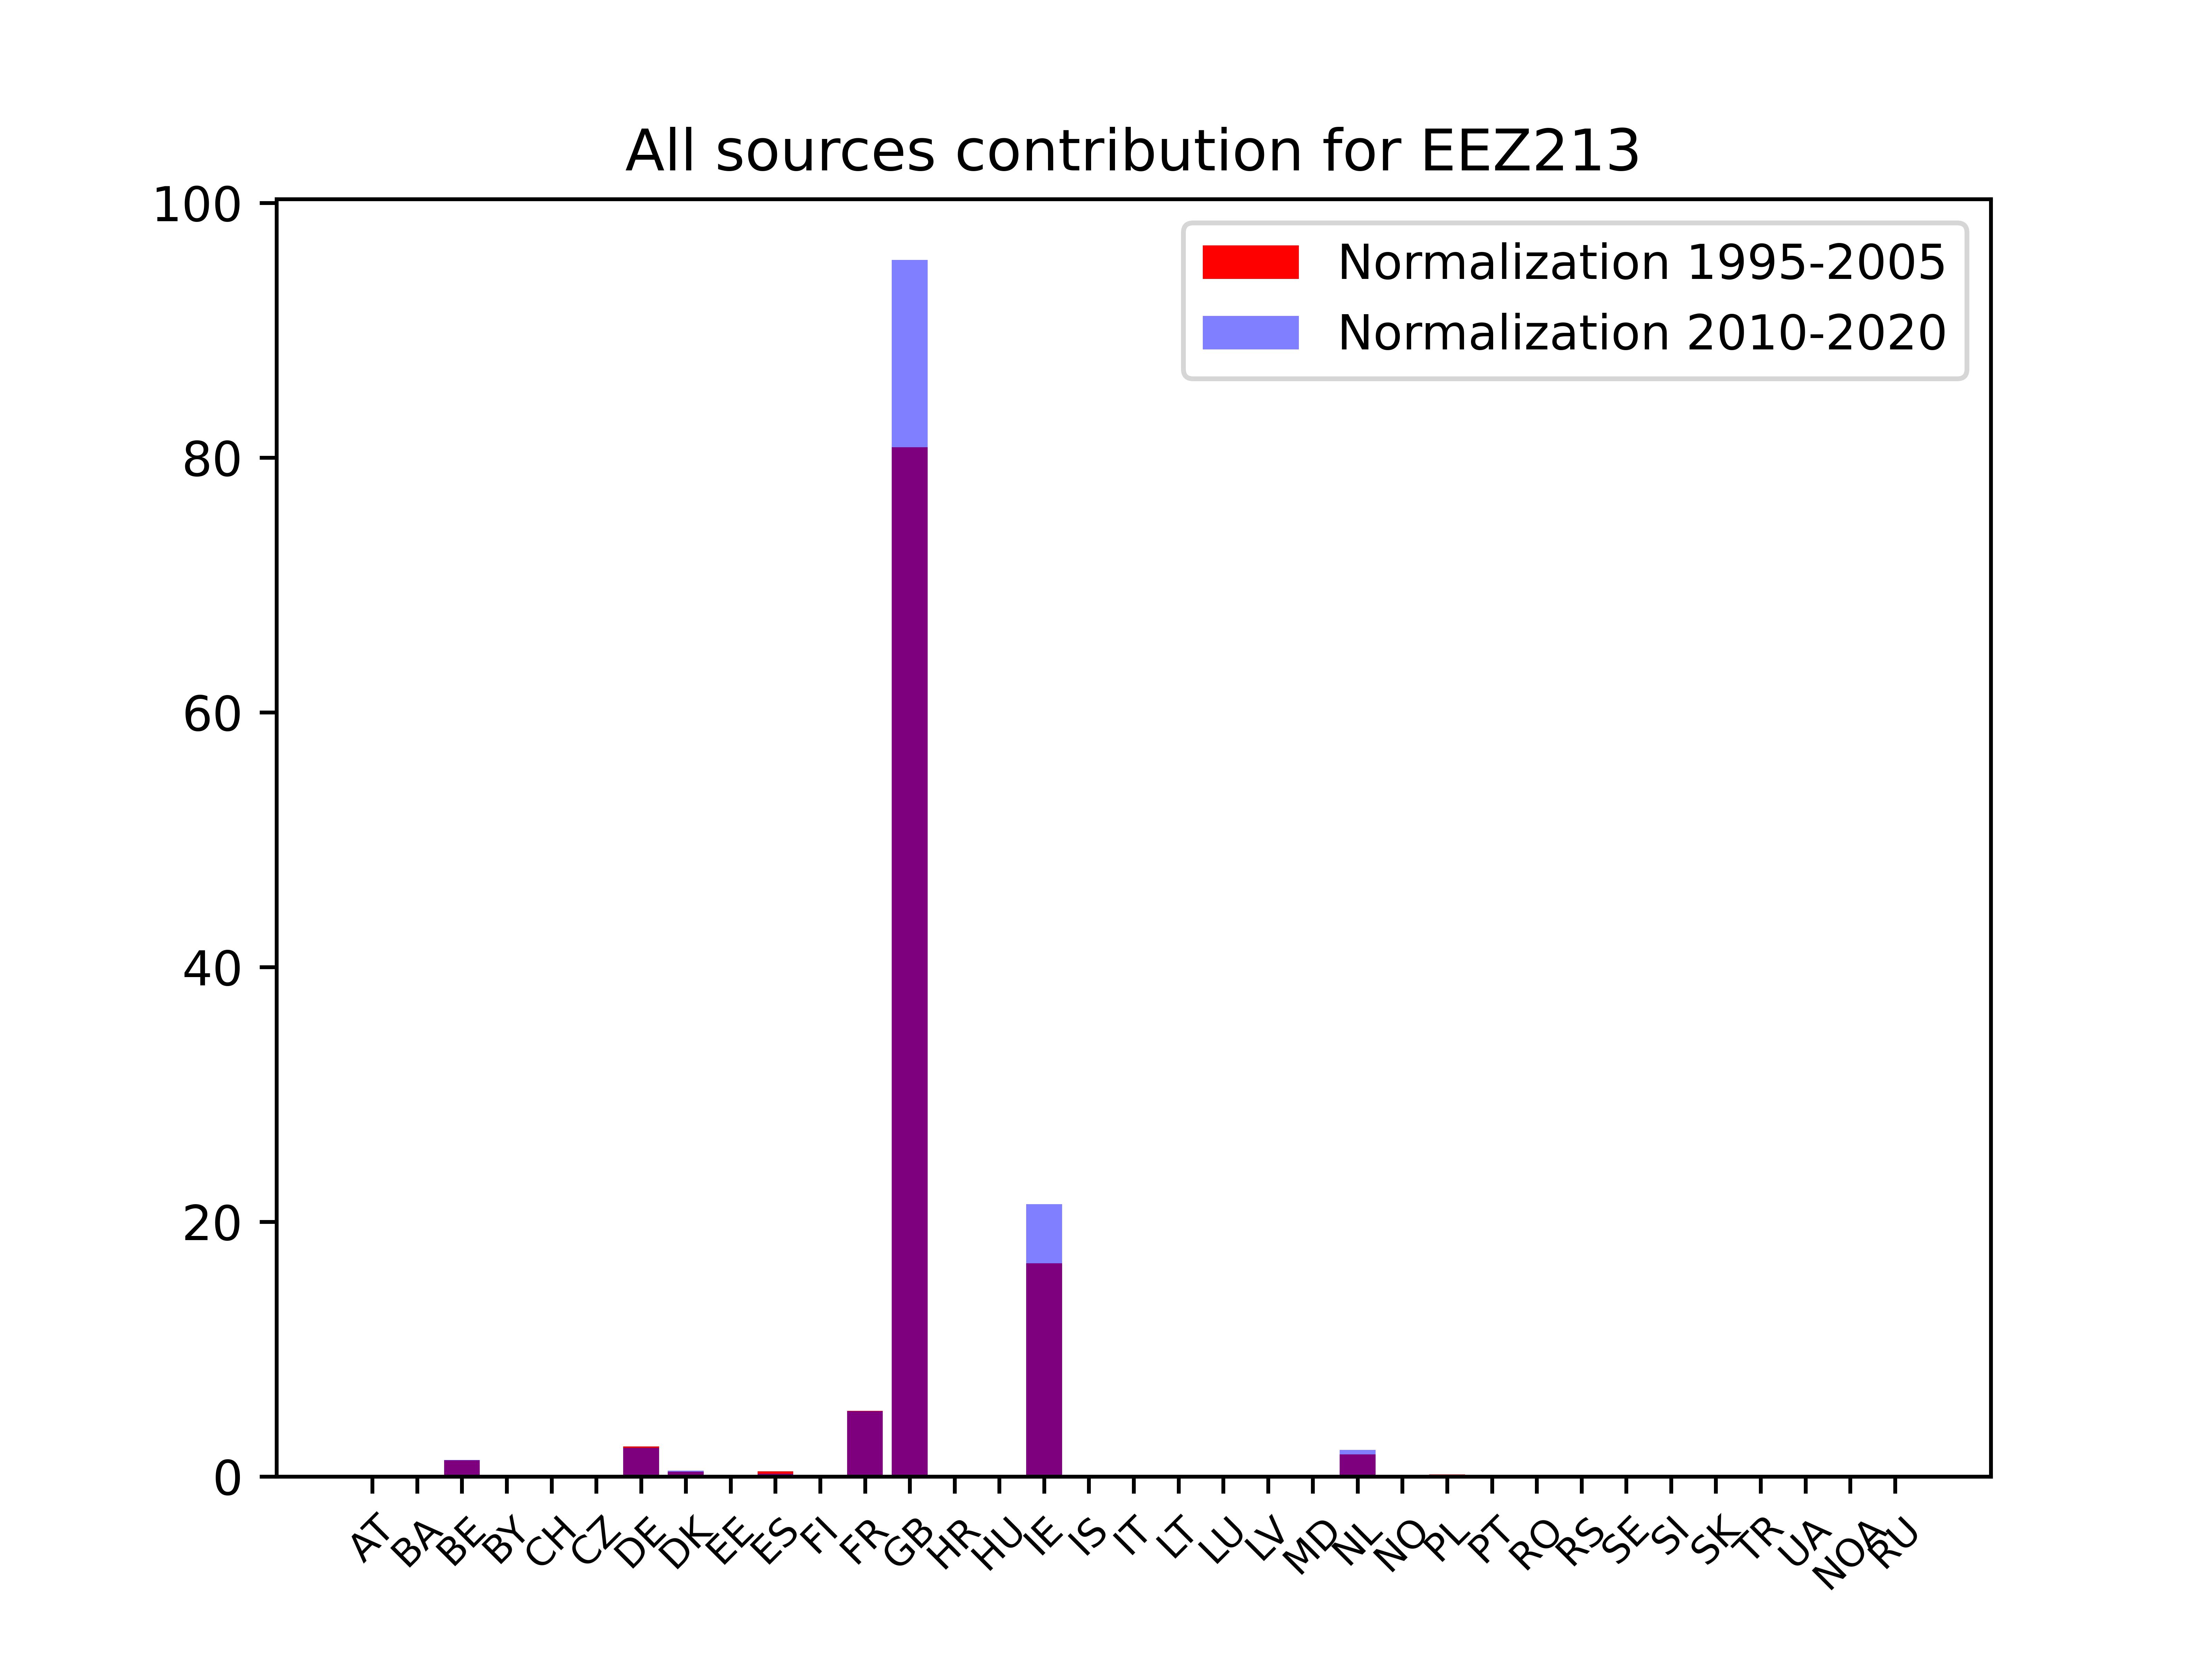 All sources contribution for EEZ213
100
80
60
40
20
0
Normalization 1995-2005
Normalization 2010-2020
AT BA BE BY CH CZ DE DK EE ES FI FR GB HR HU IE IS IT LT LU LV MD NL NO PL PT RO RS SE SI SK TR UA NOA RU